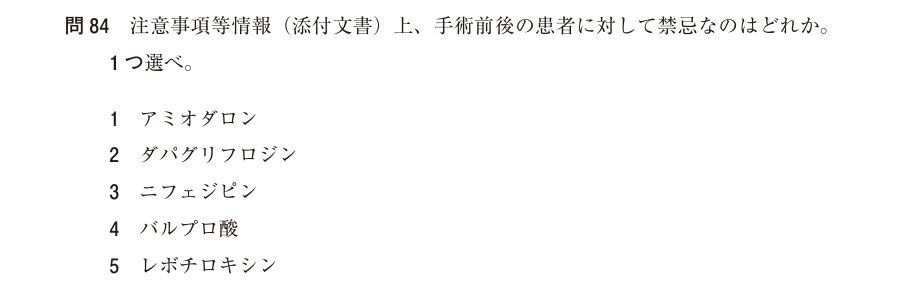 問 84 注意事項等情報（添付文書）上、手術前後の患者に対して禁忌なのはどれか。
1 つ選べ。
1 アミオダロン
2 ダパグリフロジン
3 ニフェジピン
4 バルプロ酸
5 レボチロキシン